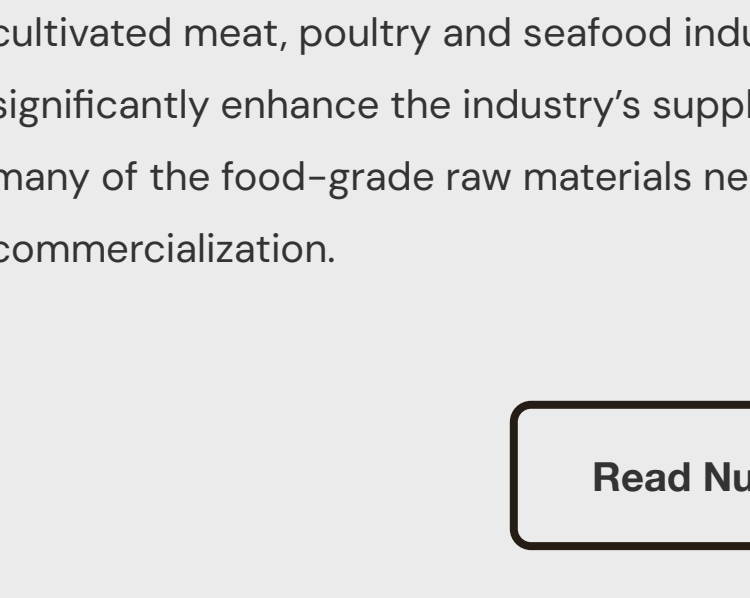 cultivated meat, poultry and seafood indu
significantly enhance the industry’s suppl
many of the food-grade raw materials ne
commercialization.
Read Nu